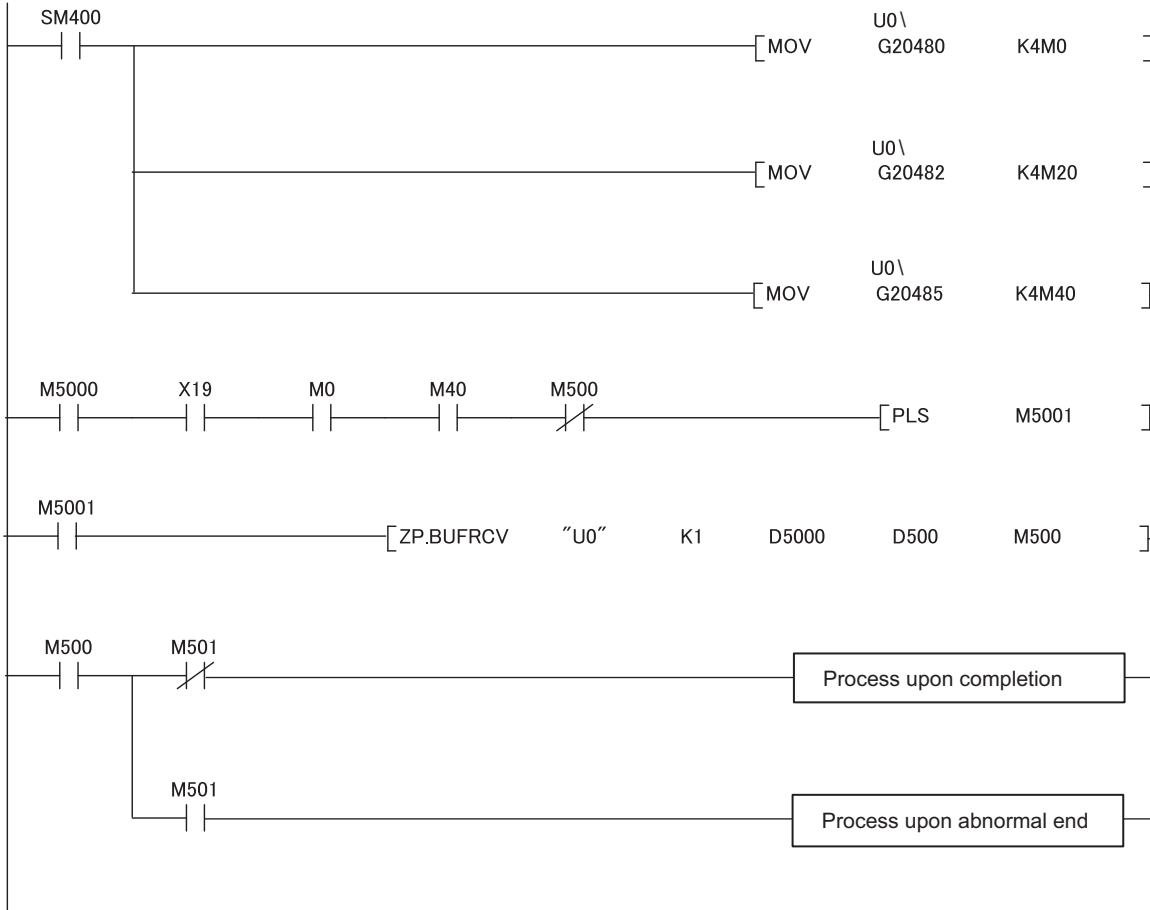 SM400
U0\
MOV G20480 K4M0
U0\
MOV G20482 K4M20
U0\
MOV G20485 K4M40
M5000 X19 M0 M40 M500
PLS M5001
M5001
ZP.BUFRCV "U0" K1 D5000 D500 M500
M500 M501
Process upon completion
M501
Process upon abnormal end